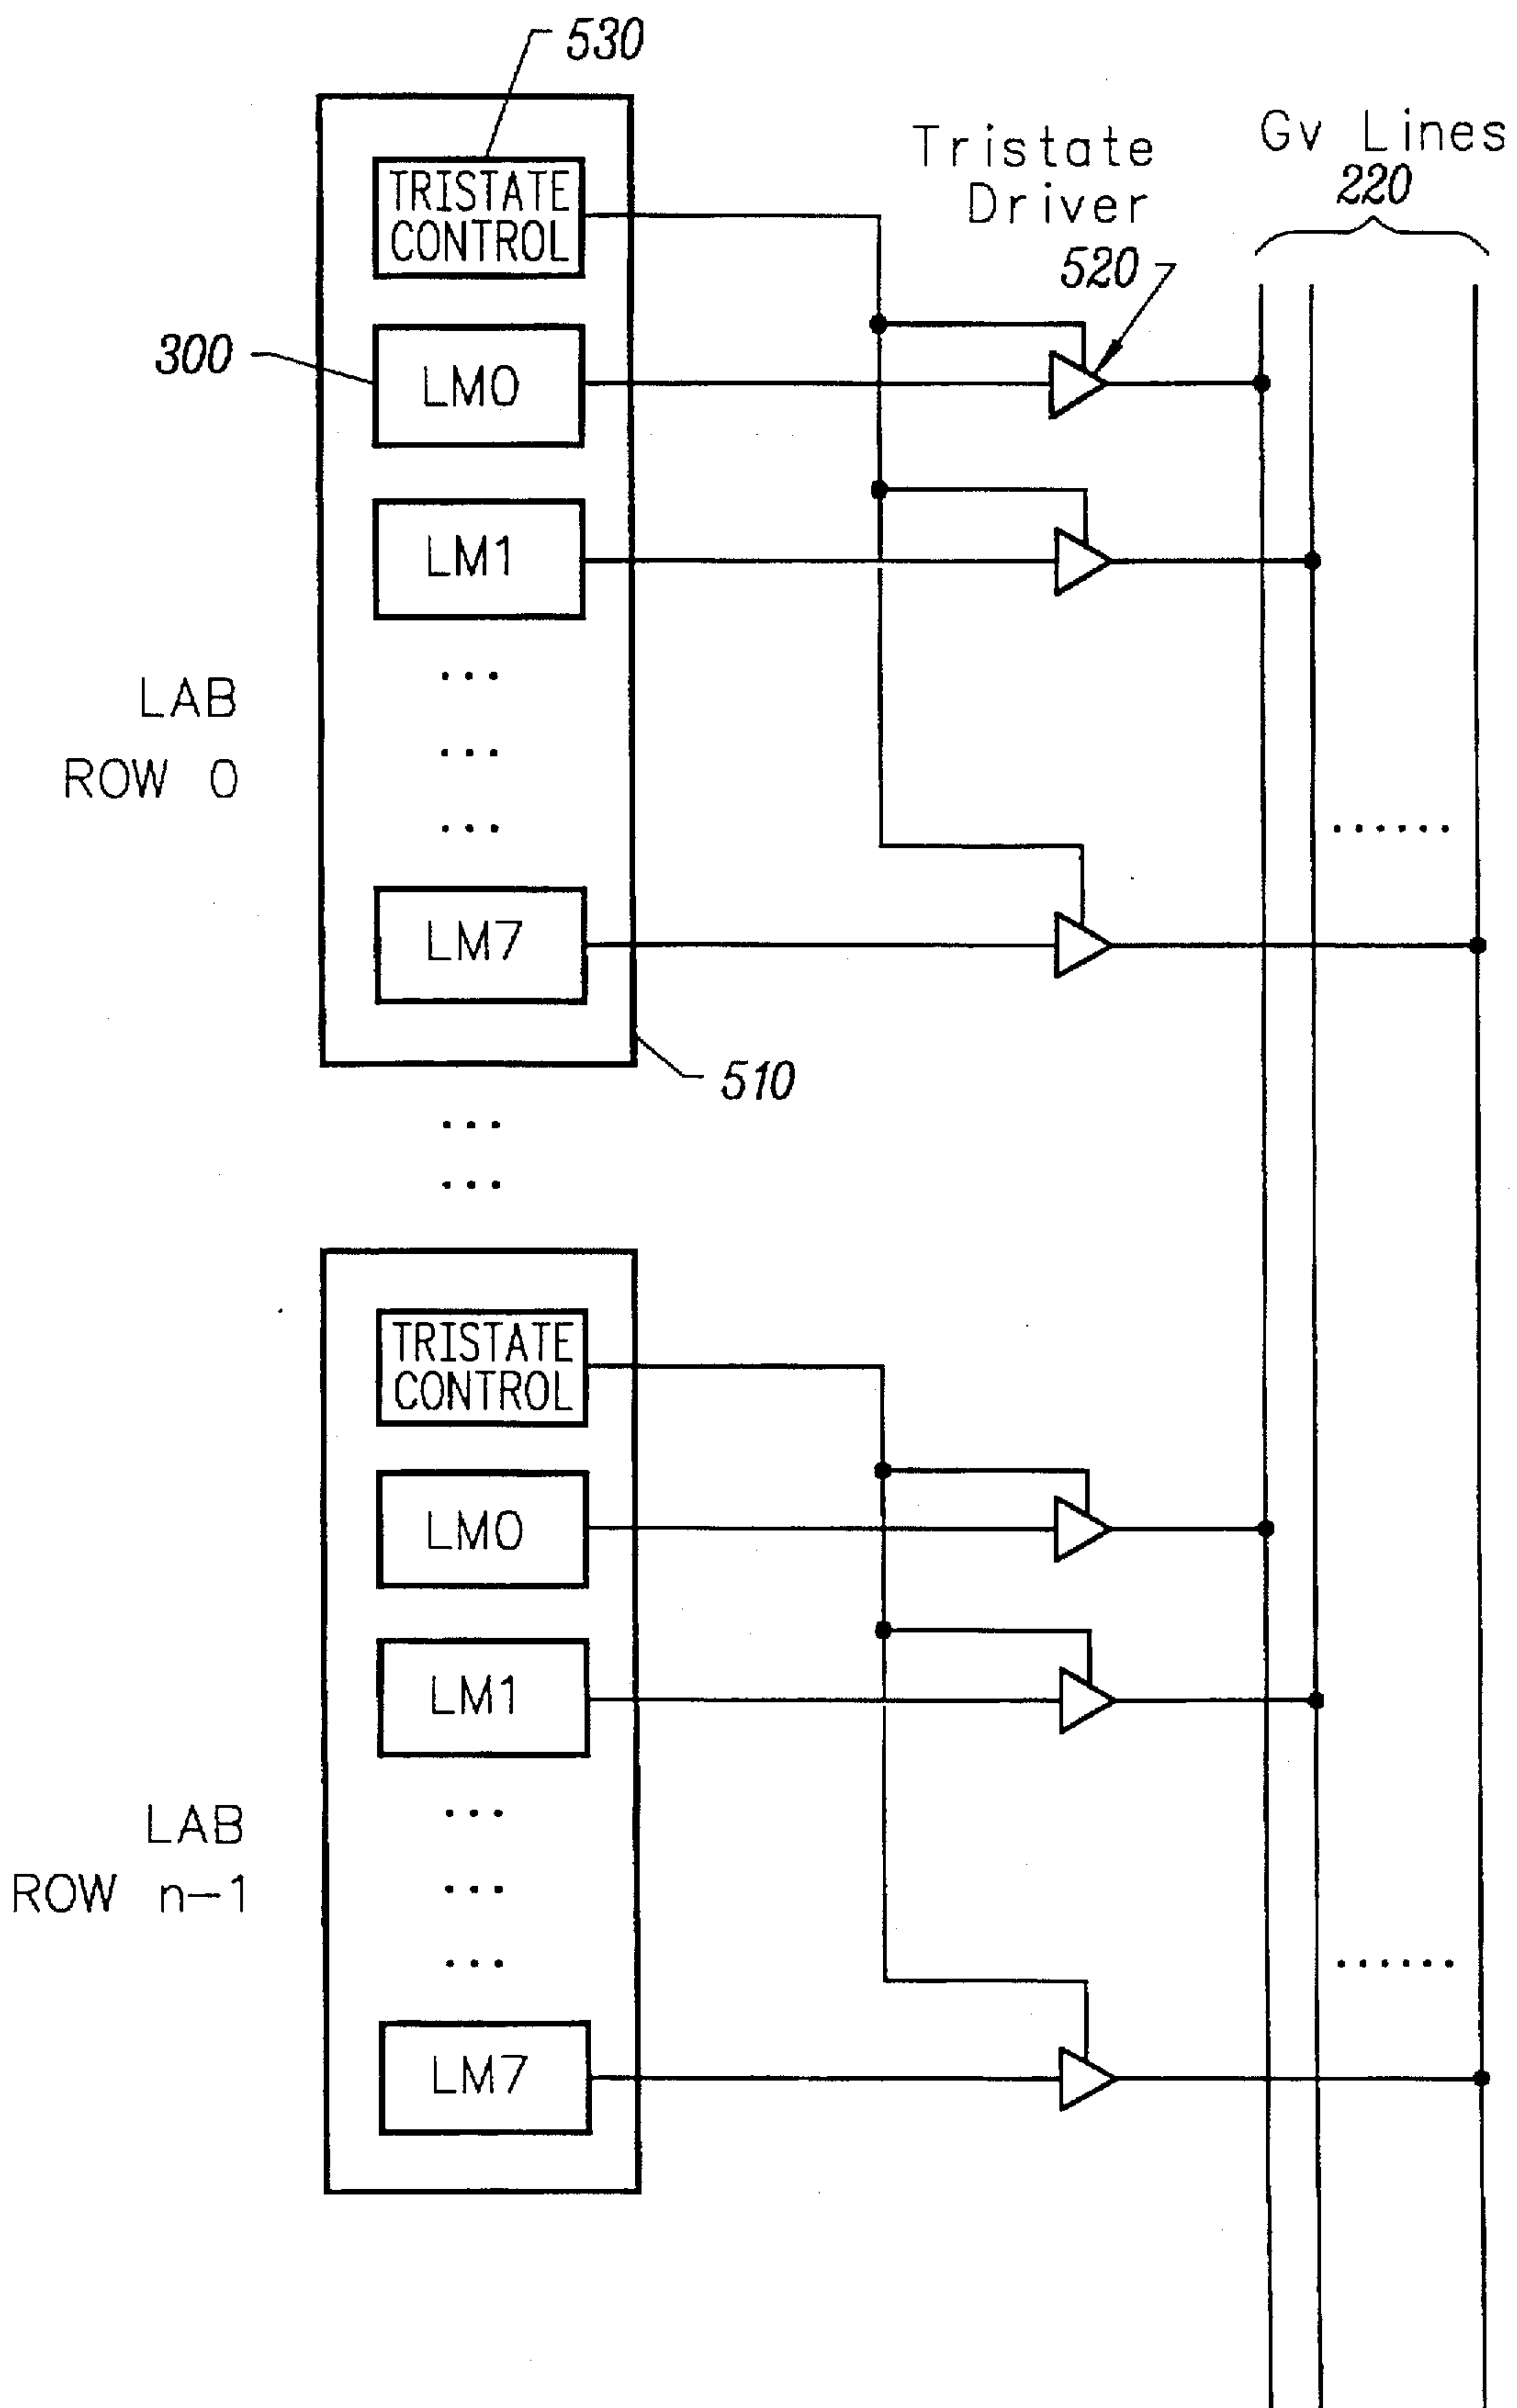 530
Gv Lines
220
Tristate
Driver
520
TRISTATE
CONTROL
300
LM0
LM1
...
LAB
...
ROW 0
...
......
LM7
510
...
...
TRISTATE
CONTROL
LM0
LM1
...
LAB
...
ROW n-1
...
......
LM7